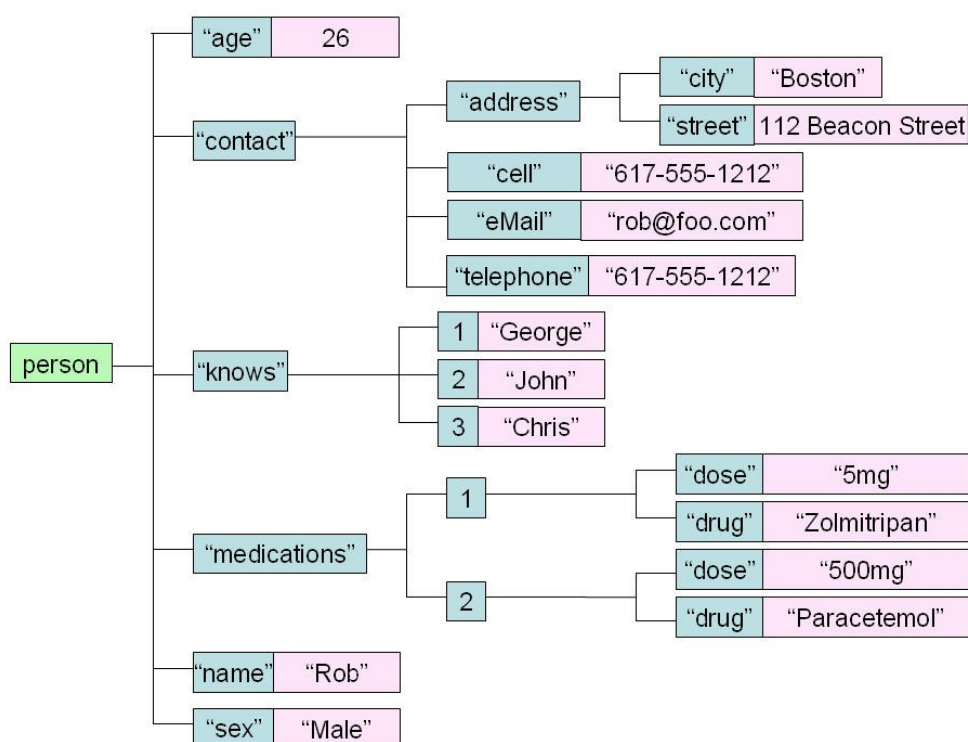 “age” 26
“city” “Boston”
“address”
“street” 112 Beacon Street
“contact”
“cell” “617-555-1212”
“eMail” “rob@foo.com”
“telephone” “617-555-1212”
1 “George”
person
“knows” 2 “John”
3 “Chris”
“dose” “5mg”
1
“drug” “Zolmitripan”
“medications”
“dose” “500mg”
2
“drug” “Paracetemol”
“name” “Rob”
“sex” “Male”